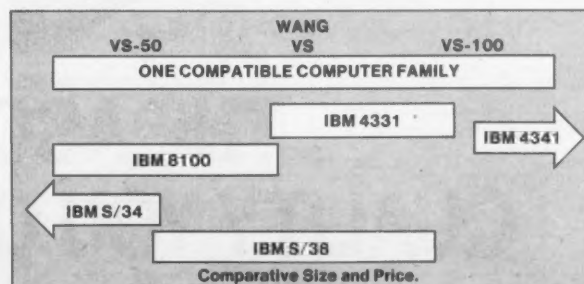 WANG
VS-50 VS VS-100
ONE COMPATIBLE COMPUTER FAMILY
IBM 4331
IBM 4341
IBM 8100
IBM S/34
IBM S/38
Comparative Size and Price.